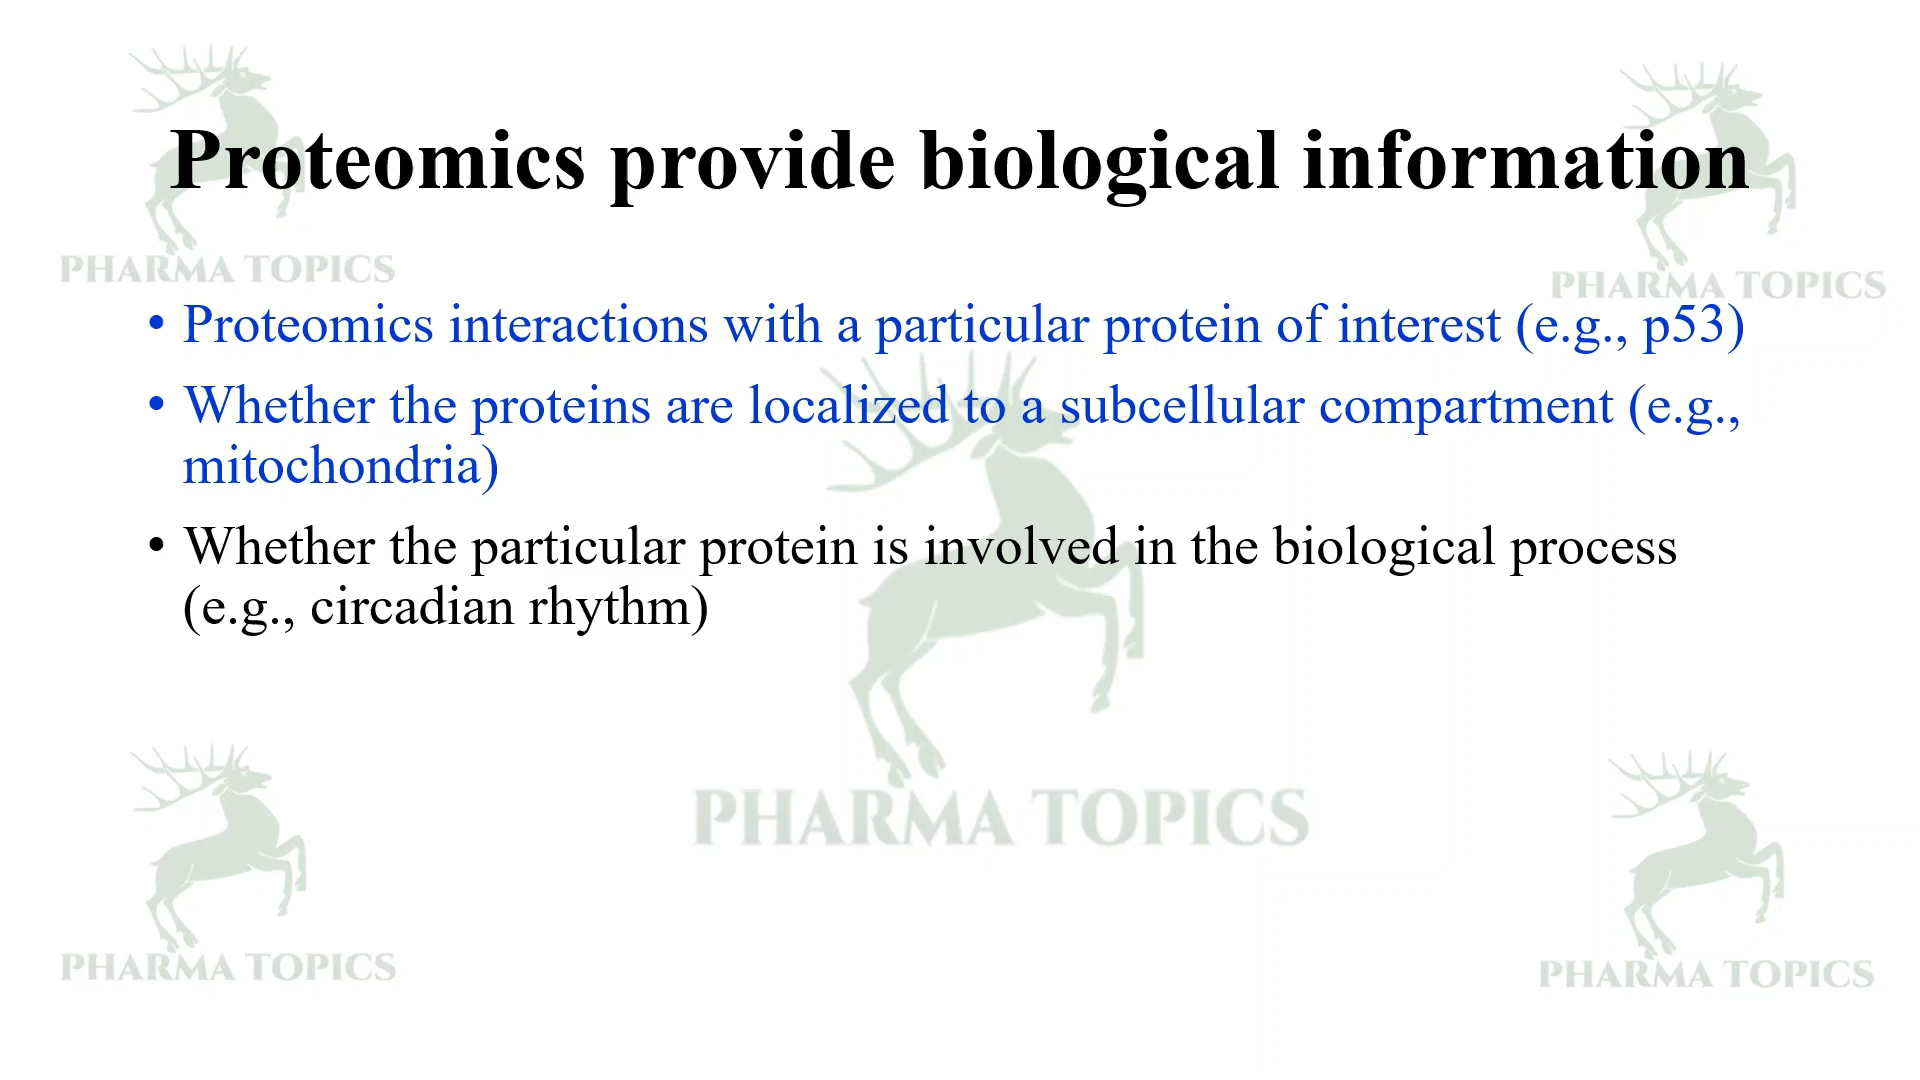 Proteomics provide biological information
PHARMA TOPICS
PHARMA TOPICS
• Proteomics interactions with a particular protein of interest (e.g., p53)
• Whether the proteins are localized to a subcellular compartment (e.g.,
mitochondria)
• Whether the particular protein is involved in the biological process
(e.g., circadian rhythm)
PHARMA TOPICS
PHARMA TOPICS
PHARMA TOPICS